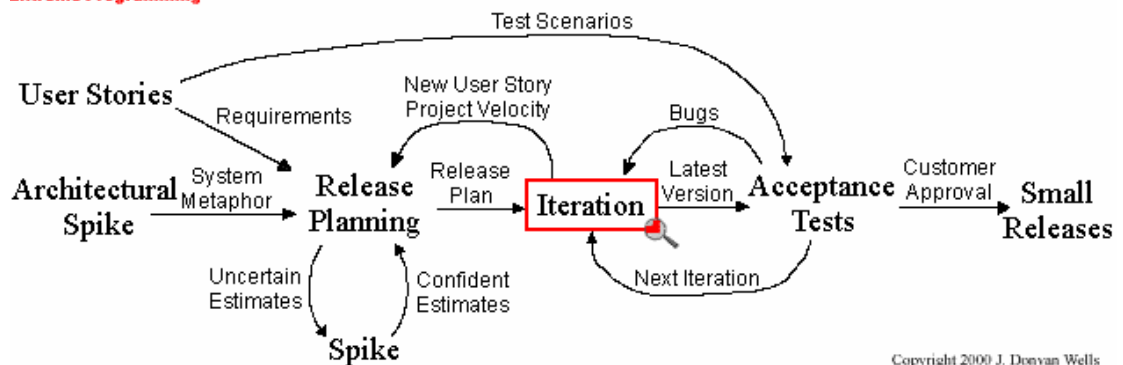 Test Scenarios
User Stories
New User Story
Project Velocity
Bugs
Requirements
Architectural
Spike
System
Metaphor
Release
Planning
Release
Plan
Iteration
Latest
Version
Acceptance
Tests
Customer
Approval
Small
Releases
Uncertain
Estimates
Confident
Estimates
Next Iteration
Spike
Copyright 2000 J. Donvan Wells